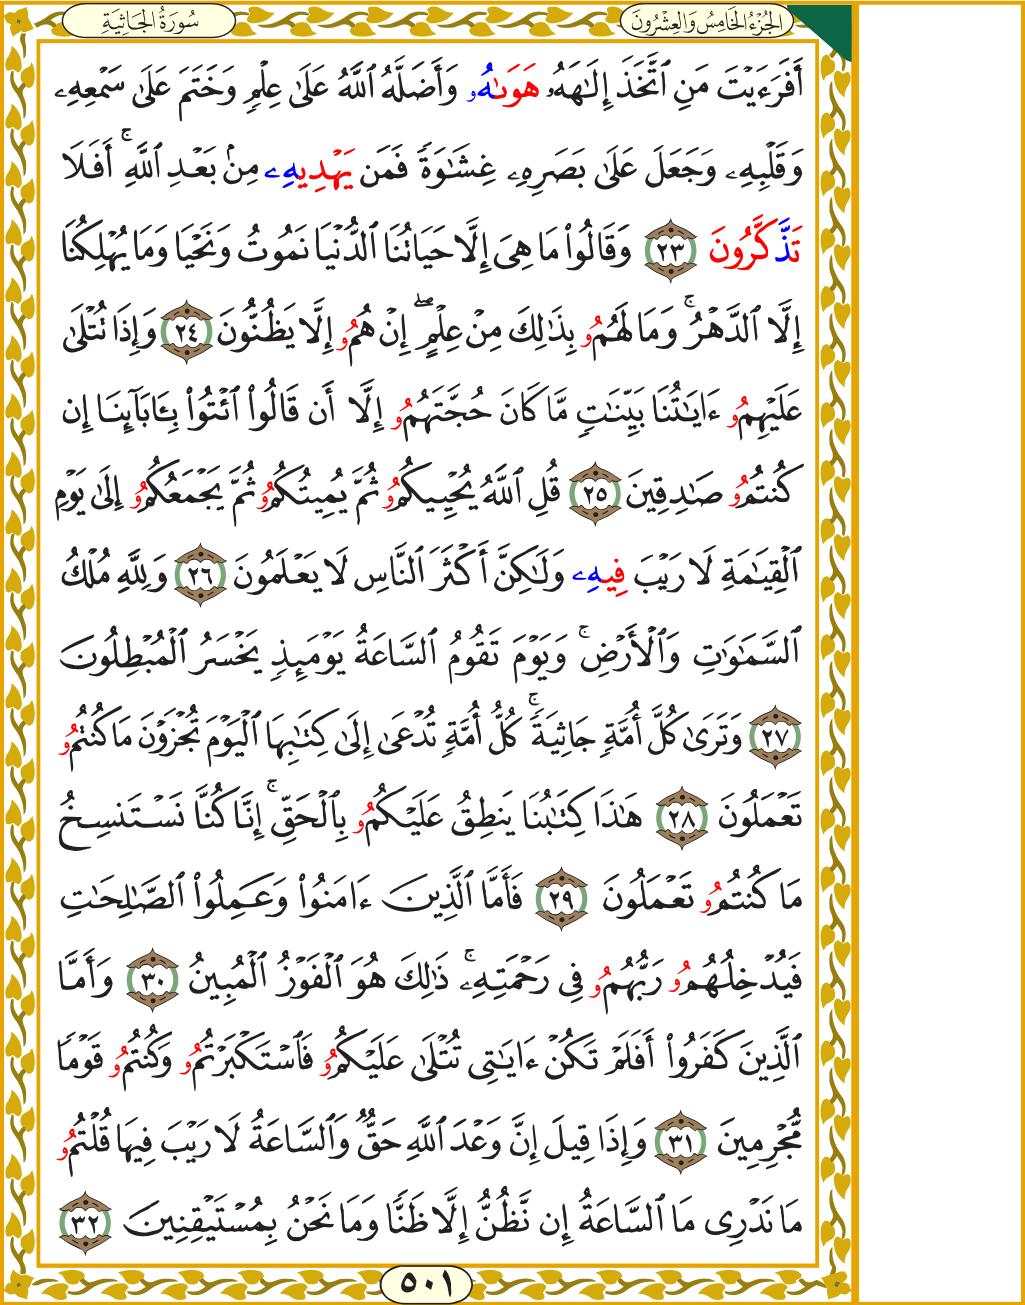 الجُزْءُ الخَامِسُ وَالعِشْرُونَ
سُورَةُ الجَاثِيَةِ
أَفَرَءَيْتَ مَنِ ٱتَّخَذَ إِلَٰهَهُۥ هَوَىٰهُۥ وَأَضَلَّهُ ٱللَّهُ عَلَىٰ عِلْمٖ وَخَتَمَ عَلَىٰ سَمْعِهِۦ
وَقَلْبِهِۦ وَجَعَلَ عَلَىٰ بَصَرِهِۦ غِشَٰوَةٗ فَمَن يَهْدِيهِۦ مِنۢ بَعْدِ ٱللَّهِۚ أَفَلَا
تَذَّكَّرُونَ ٢٣ وَقَالُواْ مَا هِىَ إِلَّا حَيَاتُنَا ٱلدُّنْيَا نَمُوتُ وَنَحْيَا وَمَا يُهْلِكُنَا
إِلَّا ٱلدَّهْرُۚ وَمَا لَهُمُۥ بِذَٰلِكَ مِنْ عِلْمٍۖ إِنْ هُمُۥ إِلَّا يَظُنُّونَ ٢٤ وَإِذَا تُتْلَىٰ
عَلَيْهِمُۥ ءَايَٰتُنَا بَيِّنَٰتٖ مَّا كَانَ حُجَّتَهُمُۥ إِلَّا أَن قَالُواْ ٱئْتُواْ بِـَٔابَآئِنَا إِن
كُنتُمُۥ صَٰدِقِينَ ٢٥ قُلِ ٱللَّهُ يُحْيِيكُمُۥ ثُمَّ يُمِيتُكُمُۥ ثُمَّ يَجْمَعُكُمُۥ إِلَىٰ يَوْمِ
ٱلْقِيَٰمَةِ لَا رَيْبَ فِيهِۦ وَلَٰكِنَّ أَكْثَرَ ٱلنَّاسِ لَا يَعْلَمُونَ ٢٦ وَلِلَّهِ مُلْكُ
ٱلسَّمَٰوَٰتِ وَٱلْأَرْضِۚ وَيَوْمَ تَقُومُ ٱلسَّاعَةُ يَوْمَئِذٖ يَخْسَرُ ٱلْمُبْطِلُونَ
٢٧ وَتَرَىٰ كُلَّ أُمَّةٖ جَاثِيَةٗۚ كُلُّ أُمَّةٖ تُدْعَىٰ إِلَىٰ كِتَٰبِهَا ٱلْيَوْمَ تُجْزَوْنَ مَا كُنتُمُۥ
تَعْمَلُونَ ٢٨ هَٰذَا كِتَٰبُنَا يَنطِقُ عَلَيْكُمُۥ بِٱلْحَقِّۚ إِنَّا كُنَّا نَسْتَنسِخُ
مَا كُنتُمُۥ تَعْمَلُونَ ٢٩ فَأَمَّا ٱلَّذِينَ ءَامَنُواْ وَعَمِلُواْ ٱلصَّٰلِحَٰتِ
فَيُدْخِلُهُمُۥ رَبُّهُمُۥ فِى رَحْمَتِهِۦۚ ذَٰلِكَ هُوَ ٱلْفَوْزُ ٱلْمُبِينُ ٣٠ وَأَمَّا
ٱلَّذِينَ كَفَرُواْ أَفَلَمْ تَكُنْ ءَايَٰتِى تُتْلَىٰ عَلَيْكُمُۥ فَٱسْتَكْبَرْتُمُۥ وَكُنتُمُۥ قَوْمٗا
مُّجْرِمِينَ ٣١ وَإِذَا قِيلَ إِنَّ وَعْدَ ٱللَّهِ حَقّٞ وَٱلسَّاعَةُ لَا رَيْبَ فِيهَا قُلْتُمُۥ
مَا نَدْرِى مَا ٱلسَّاعَةُ إِن نَّظُنُّ إِلَّا ظَنّٗا وَمَا نَحْنُ بِمُسْتَيْقِنِينَ ٣٢
٥٠١